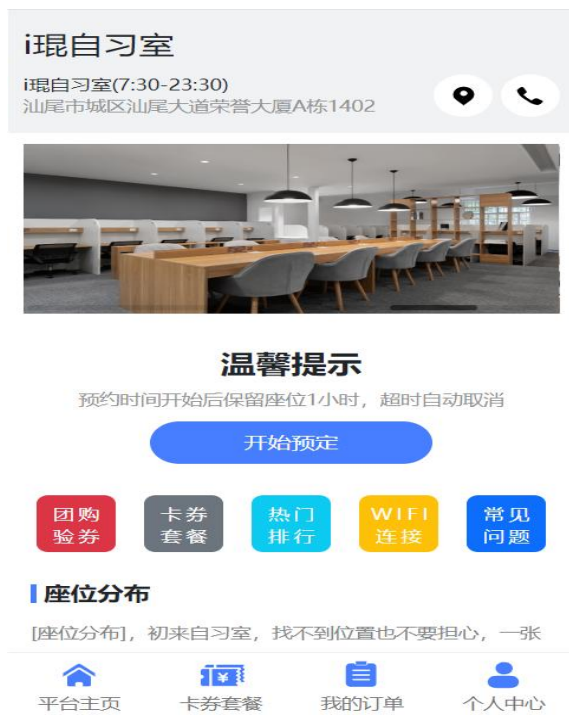 i琨自习室
i琨自习室(7:30-23:30)
汕尾市城区汕尾大道荣誉大厦A栋1402
温馨提示
预约时间开始后保留座位1小时，超时自动取消
开始预定
团购
验券
卡券
套餐
热门
排行
WIFI
连接
常见
问题
座位分布
[座位分布]，初来自习室，找不到位置也不要担心，一张
平台主页
卡券套餐
我的订单
个人中心